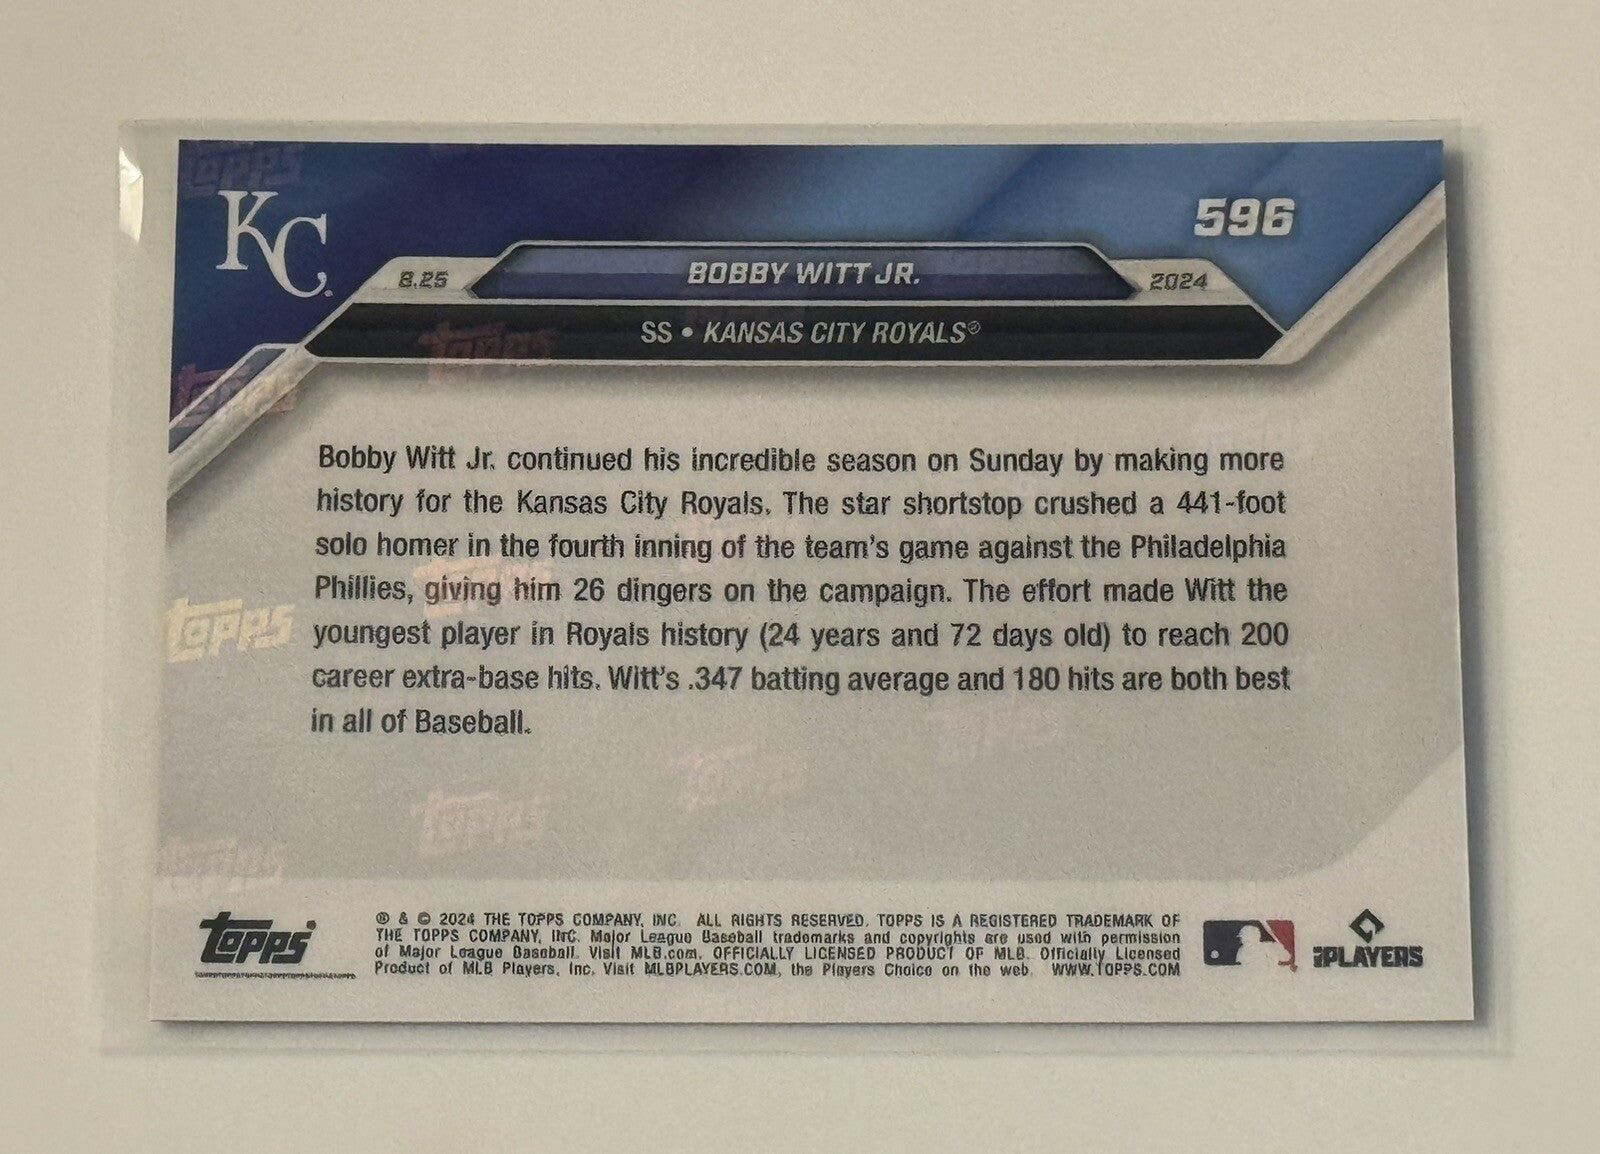 KC
596
8.25 BOBBY WITT JR. 2024
SS • KANSAS CITY ROYALS®
Bobby Witt Jr. continued his incredible season on Sunday by making more
history for the Kansas City Royals. The star shortstop crushed a 441-foot
solo homer in the fourth inning of the team's game against the Philadelphia
Phillies, giving him 26 dingers on the campaign. The effort made Witt the
youngest player in Royals history (24 years and 72 days old) to reach 200
career extra-base hits. Witt's .347 batting average and 180 hits are both best
in all of Baseball.
Topps
® & © 2024 THE TOPPS COMPANY, INC. ALL RIGHTS RESERVED. TOPPS IS A REGISTERED TRADEMARK OF
THE TOPPS COMPANY, INC. Major League Baseball trademarks and copyrights are used with permission
of Major League Baseball. Visit MLB.com. OFFICIALLY LICENSED PRODUCT OF MLB. Officially Licensed
Product of MLB Players, Inc. Visit MLBPLAYERS.COM, the Players Choice on the web. WWW.TOPPS.COM
PLAYERS